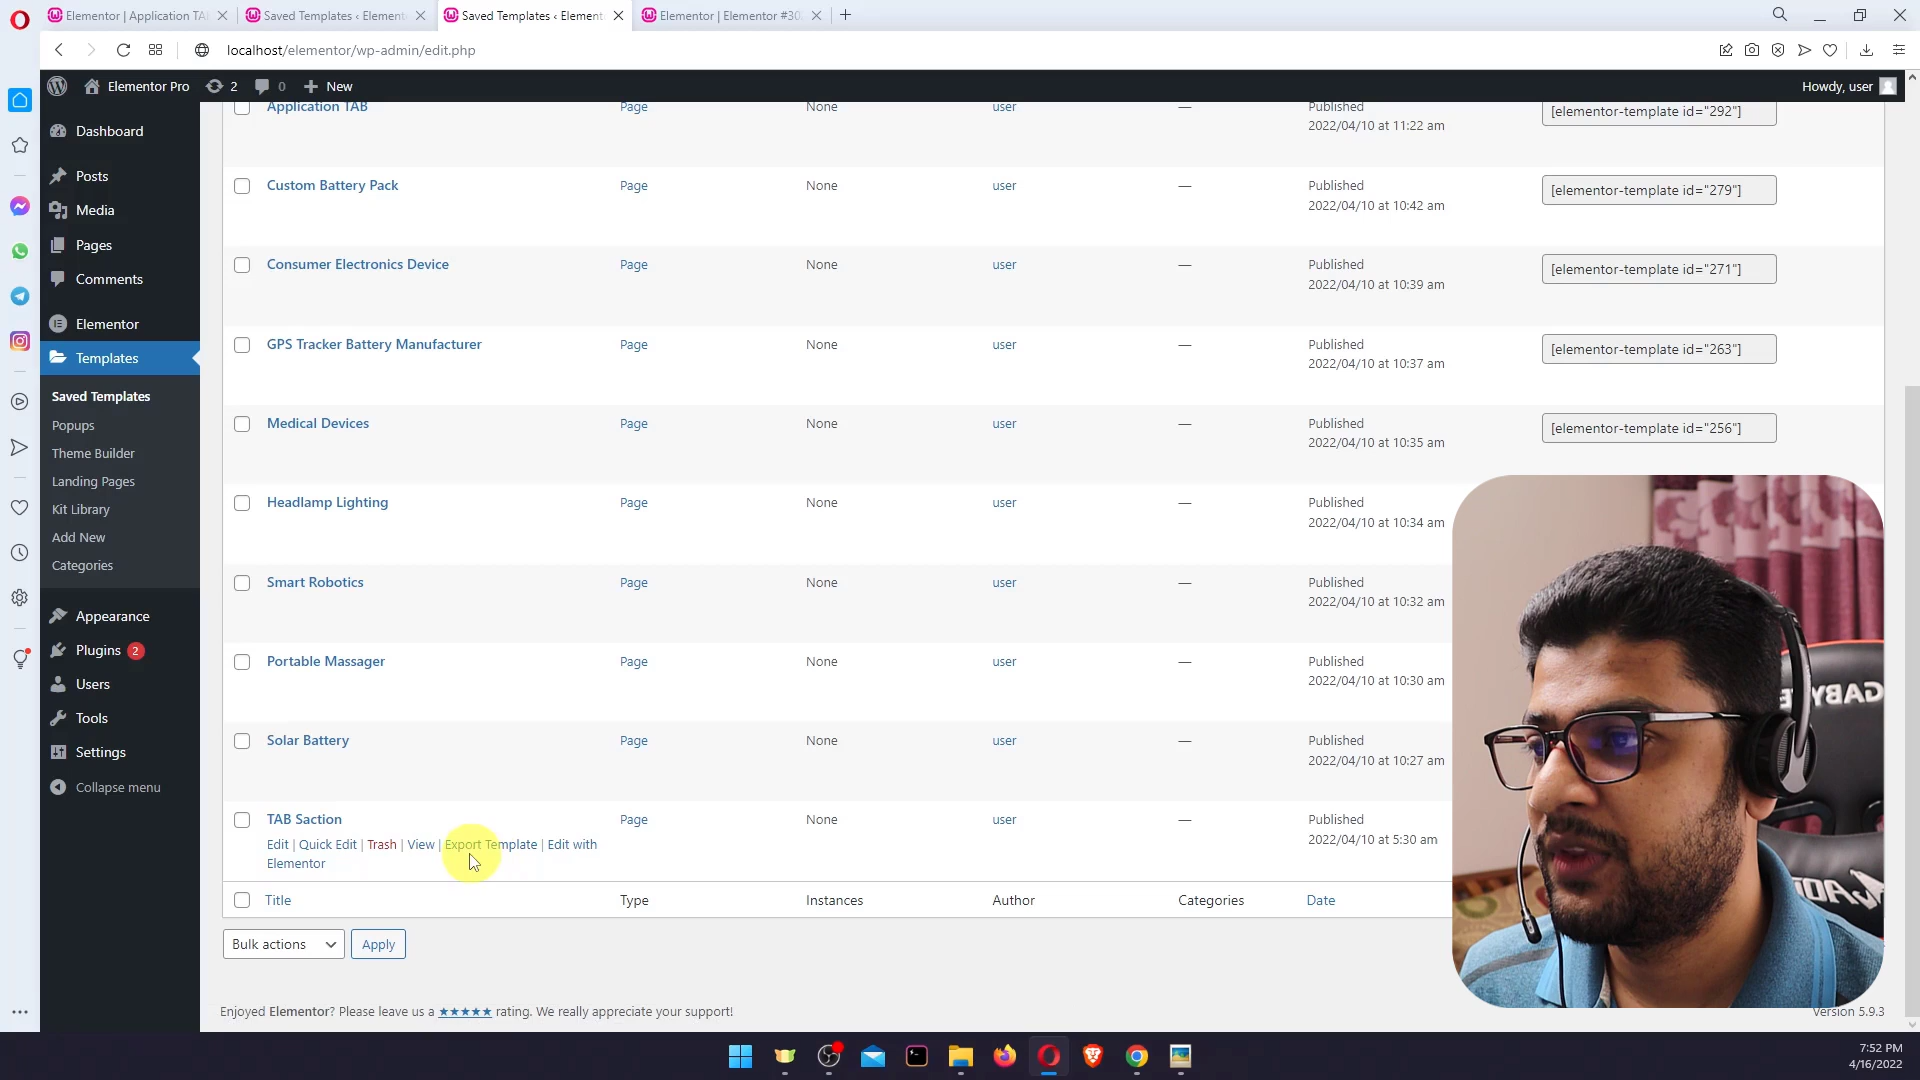 Elementor | Application TA
Saved Templates ‹ Element
Saved Templates ‹ Element
Elementor | Elementor #30
localhost/elementor/wp-admin/edit.php
Elementor Pro
2
0
New
Howdy, user
Dashboard
Posts
Media
Pages
Comments
Elementor
Templates
Saved Templates
Popups
Theme Builder
Landing Pages
Kit Library
Add New
Categories
Appearance
Plugins 2
Users
Tools
Settings
Collapse menu
Application TAB Page None user — Published [elementor-template id="292"]
2022/04/10 at 11:22 am
Custom Battery Pack Page None user — Published [elementor-template id="279"]
2022/04/10 at 10:42 am
Consumer Electronics Device Page None user — Published [elementor-template id="271"]
2022/04/10 at 10:39 am
GPS Tracker Battery Manufacturer Page None user — Published [elementor-template id="263"]
2022/04/10 at 10:37 am
Medical Devices Page None user — Published [elementor-template id="256"]
2022/04/10 at 10:35 am
Headlamp Lighting Page None user — Published
2022/04/10 at 10:34 am
Smart Robotics Page None user — Published
2022/04/10 at 10:32 am
Portable Massager Page None user — Published
2022/04/10 at 10:30 am
Solar Battery Page None user — Published
2022/04/10 at 10:27 am
TAB Saction Page None user — Published
2022/04/10 at 5:30 am
Edit | Quick Edit | Trash | View | Export Template | Edit with
Elementor
Title Type Instances Author Categories Date
Bulk actions Apply
Enjoyed Elementor? Please leave us a ★★★★★ rating. We really appreciate your support!
Version 5.9.3
7:52 PM
4/16/2022